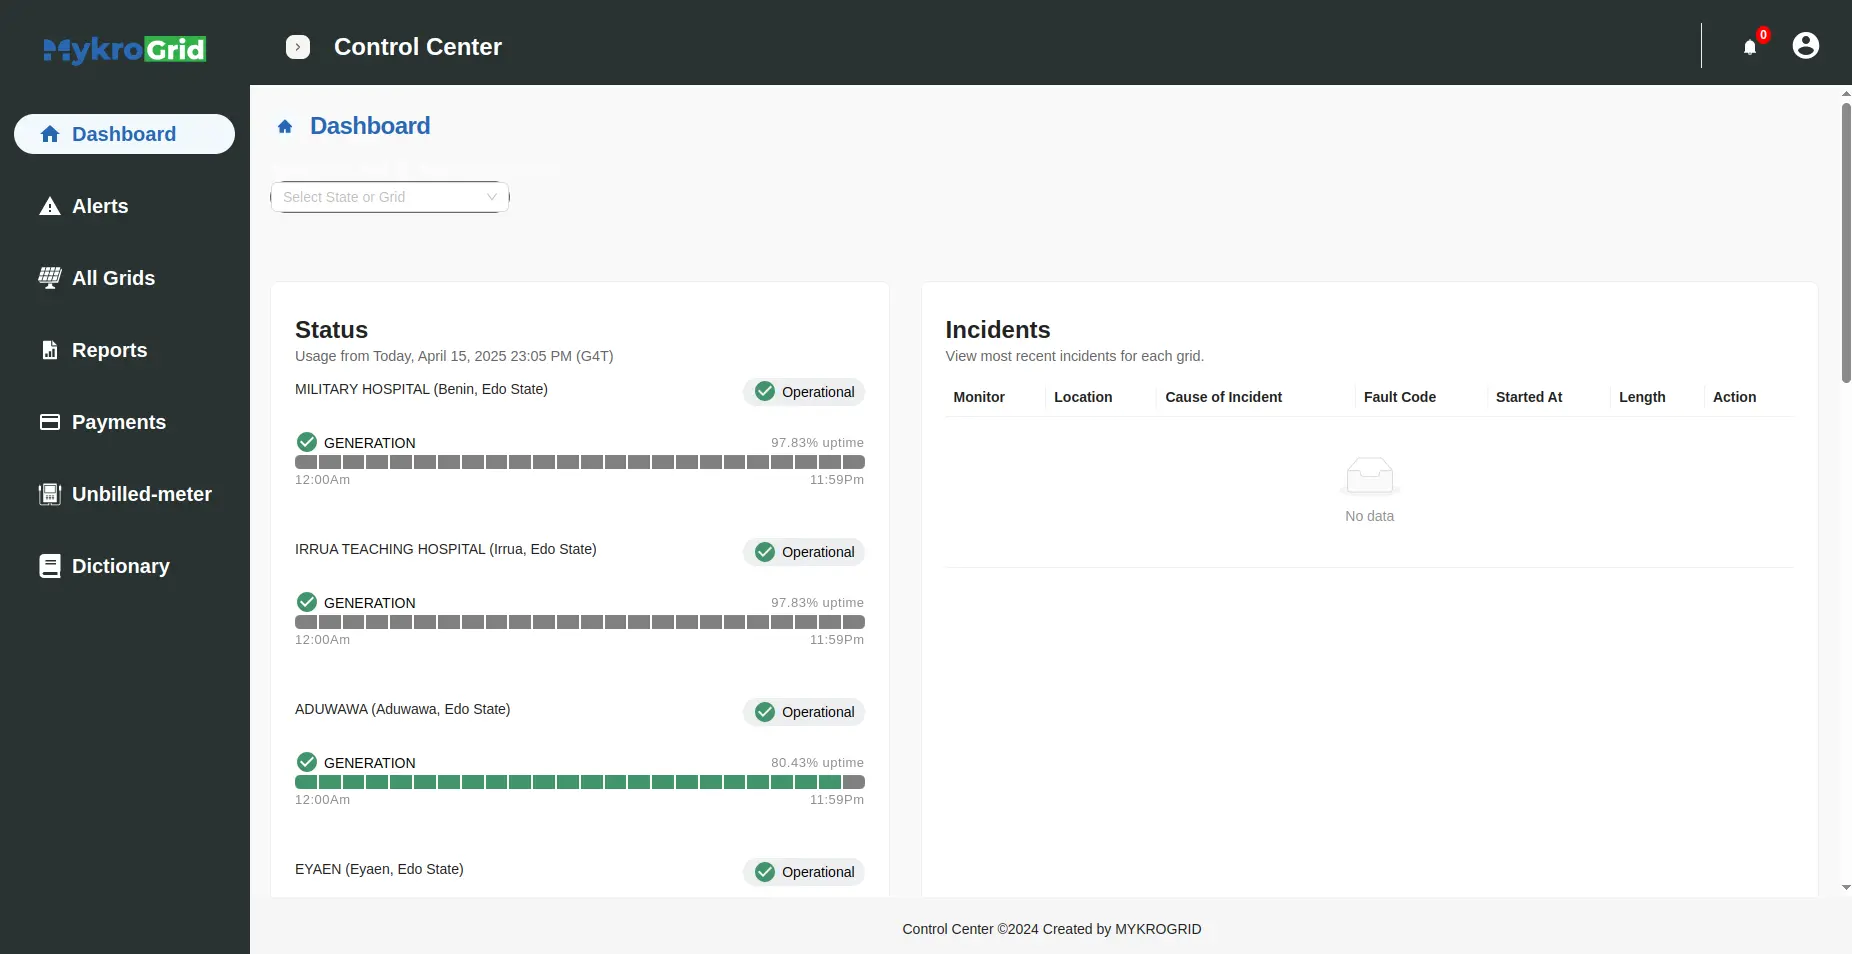 MykroGrid
Control Center
0
Dashboard
Alerts
All Grids
Reports
Payments
Unbilled-meter
Dictionary
Dashboard
Select State or Grid
Status
Usage from Today, April 15, 2025 23:05 PM (G4T)
MILITARY HOSPITAL (Benin, Edo State)
Operational
GENERATION
97.83% uptime
12:00Am
11:59Pm
IRRUA TEACHING HOSPITAL (Irrua, Edo State)
Operational
GENERATION
97.83% uptime
12:00Am
11:59Pm
ADUWAWA (Aduwawa, Edo State)
Operational
GENERATION
80.43% uptime
12:00Am
11:59Pm
EYAEN (Eyaen, Edo State)
Operational
Incidents
View most recent incidents for each grid.
Monitor Location Cause of Incident Fault Code Started At Length Action
No data
Control Center ©2024 Created by MYKROGRID